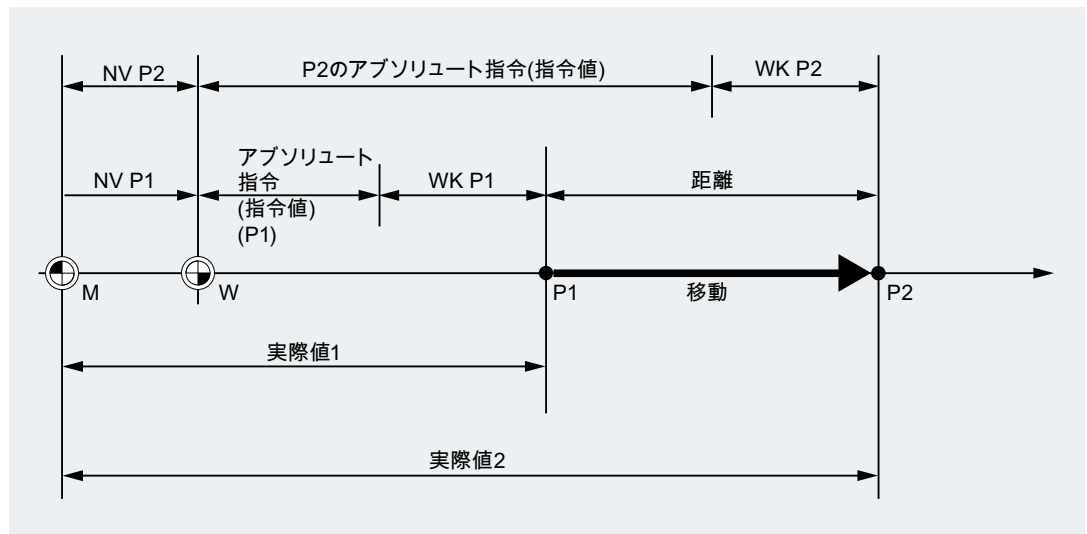 NV P2
P2のアブソリュート指令(指令値)
WK P2
NV P1
アブソリュート
指令
(指令値)
(P1)
WK P1
距離
M
W
P1
移動
P2
実際値1
実際値2